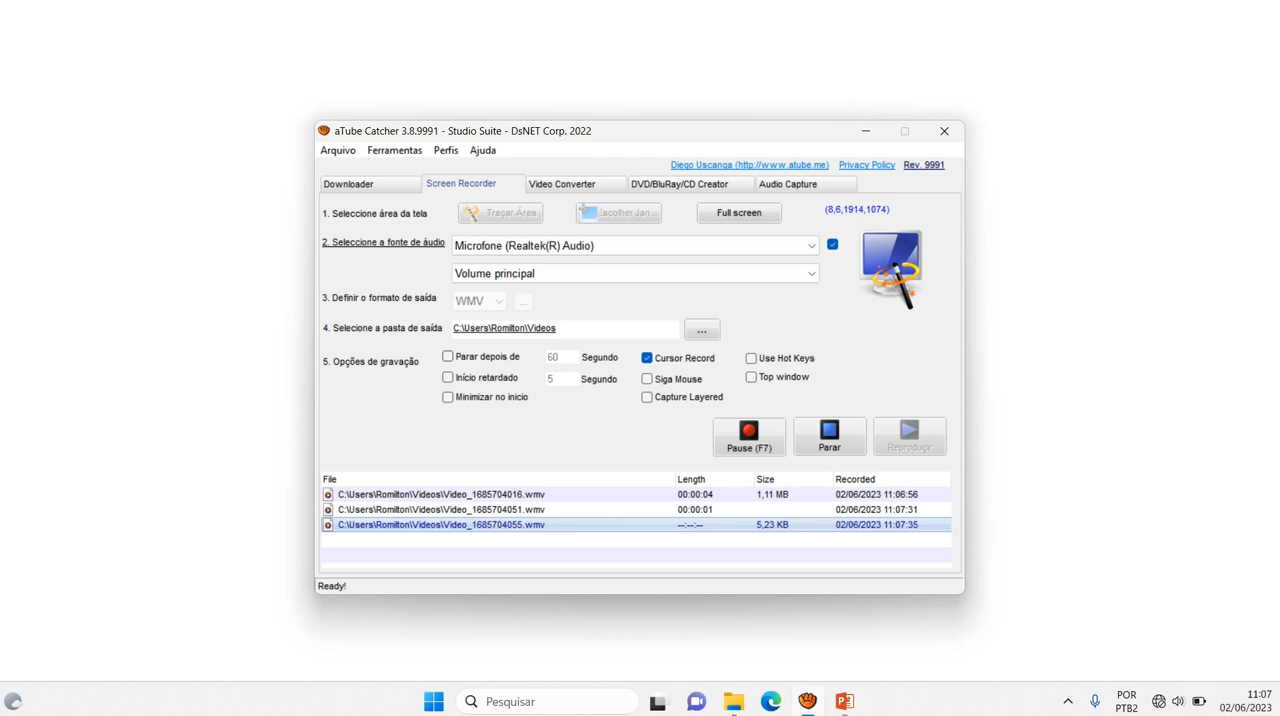 aTube Catcher 3.8.9991 - Studio Suite - DsNET Corp. 2022
Arquivo Ferramentas Perfis Ajuda
Diego Uscanga (http://www.atube.me) Privacy Policy Rev. 9991
Downloader Screen Recorder Video Converter DVD/BluRay/CD Creator Audio Capture
1. Seleccione área da tela Traçar Área Escolher Jan... Full screen (8,6,1914,1074)
2. Seleccione a fonte de áudio Microfone (Realtek(R) Audio)
Volume principal
3. Definir o formato de saída WMV ...
4. Selecione a pasta de saída C:\Users\Romilton\Videos ...
5. Opções de gravação Parar depois de 60 Segundo Cursor Record Use Hot Keys
Início retardado 5 Segundo Siga Mouse Top window
Minimizar no inicio Capture Layered
Pause (F7) Parar Reproduçir
File Length Size Recorded
C:\Users\Romilton\Videos\Video_1685704016.wmv 00:00:04 1,11 MB 02/06/2023 11:06:56
C:\Users\Romilton\Videos\Video_1685704051.wmv 00:00:01 02/06/2023 11:07:31
C:\Users\Romilton\Videos\Video_1685704055.wmv --:--:-- 5,23 KB 02/06/2023 11:07:35
Ready!
Pesquisar
POR
PTB2
11:07
02/06/2023